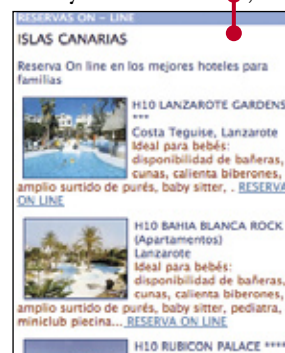 RESERVAS ON - LINE
ISLAS CANARIAS
Reserva On line en los mejores hoteles para
familias
H10 LANZAROTE GARDENS
***
Costa Teguise, Lanzarote
Ideal para bebés:
disponibilidad de bañeras,
cunas, calienta biberones,
amplio surtido de purés, baby sitter, . RESERVA
ON LINE
H10 BAHIA BLANCA ROCK
(Apartamentos)
Lanzarote
Ideal para bebés:
disponibilidad de bañeras,
cunas, calienta biberones,
amplio surtido de purés, baby sitter, pediatra,
miniclub piecina... RESERVA ON LINE
H10 RUBICON PALACE ****